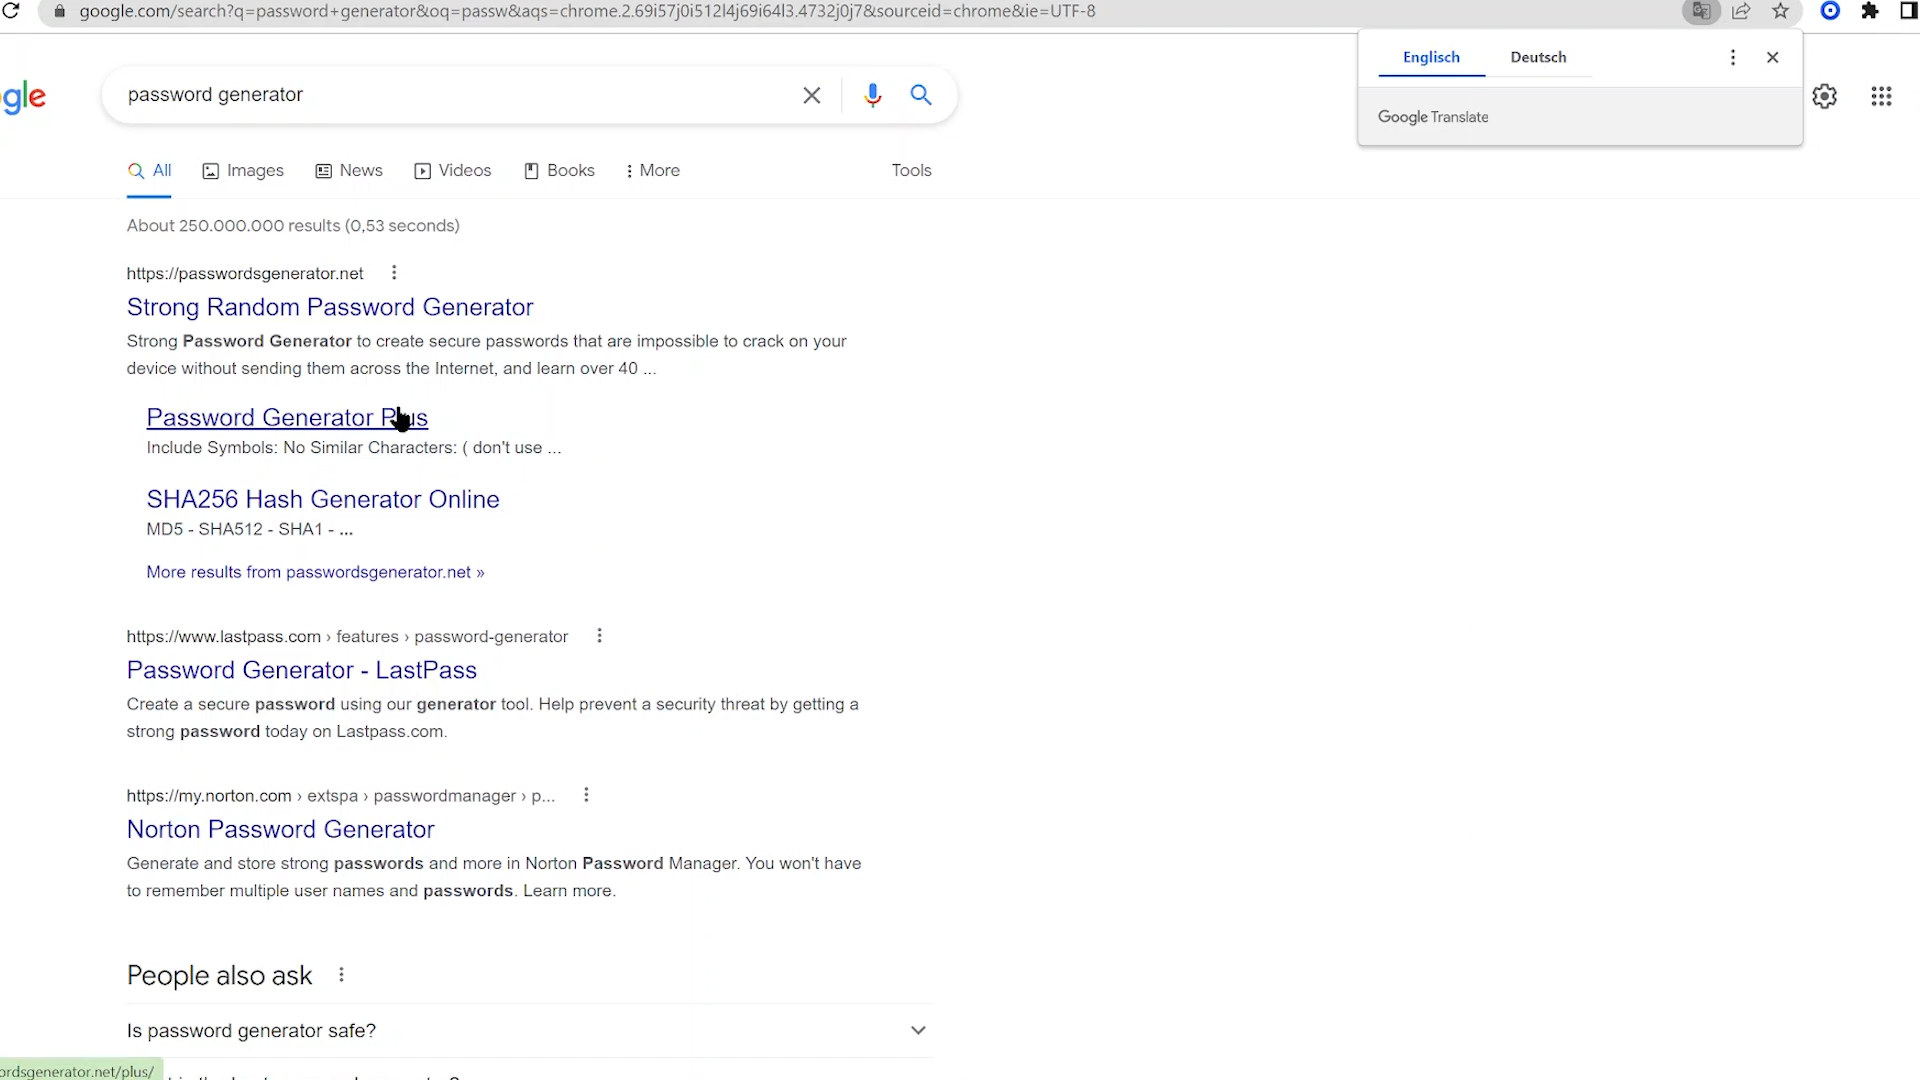 google.com/search?q=password+generator&oq=passw&aqs=chrome.2.69i57j0i512l4j69i64l3.4732j0j7&sourceid=chrome&ie=UTF-8
Englisch Deutsch
gle
password generator
Google Translate
All Images News Videos Books More Tools
About 250.000.000 results (0,53 seconds)
https://passwordsgenerator.net
Strong Random Password Generator
Strong Password Generator to create secure passwords that are impossible to crack on your
device without sending them across the Internet, and learn over 40 ...
Password Generator Plus
Include Symbols: No Similar Characters: ( don't use ...
SHA256 Hash Generator Online
MD5 - SHA512 - SHA1 - ...
More results from passwordsgenerator.net »
https://www.lastpass.com › features › password-generator
Password Generator - LastPass
Create a secure password using our generator tool. Help prevent a security threat by getting a
strong password today on Lastpass.com.
https://my.norton.com › extspa › passwordmanager › p...
Norton Password Generator
Generate and store strong passwords and more in Norton Password Manager. You won't have
to remember multiple user names and passwords. Learn more.
People also ask
Is password generator safe?
ordsgenerator.net/plus/